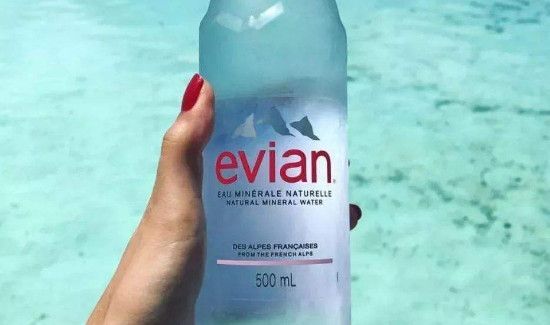 evian
EAU MINÉRALE NATURELLE
NATURAL MINERAL WATER
DES ALPES FRANÇAISES
FROM THE FRENCH ALPS
500 mL